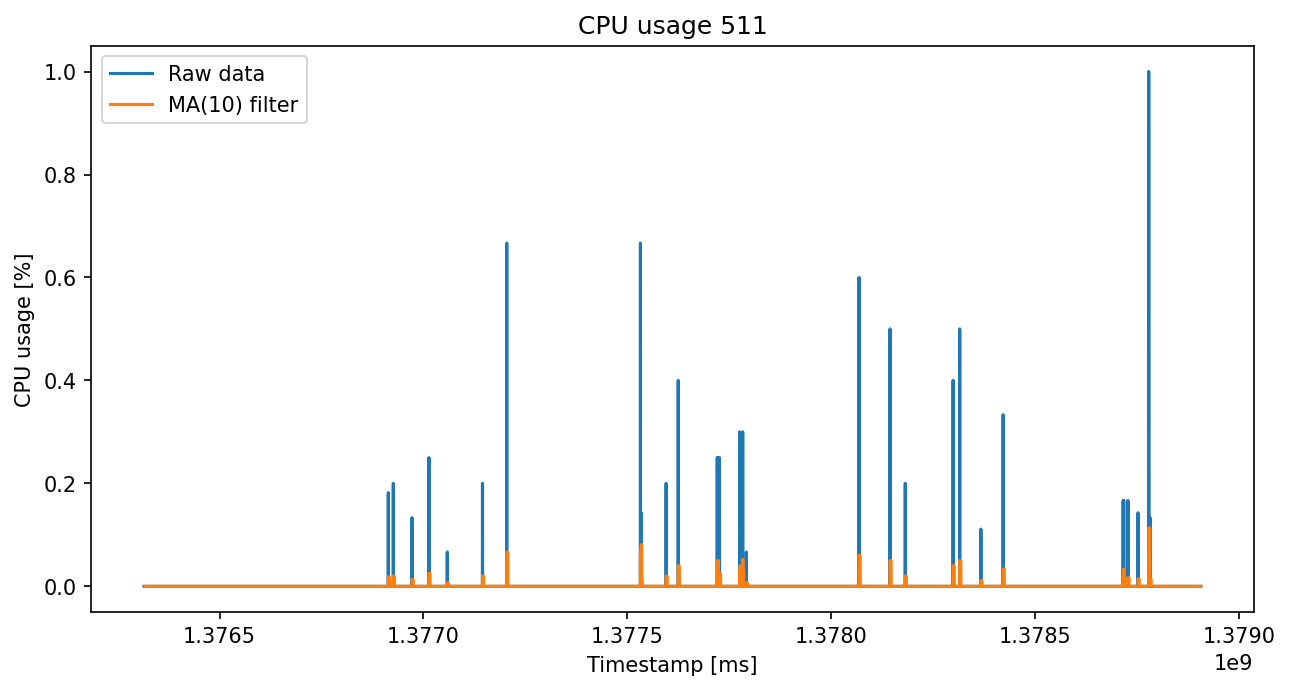 CPU usage 511
Raw data
MA(10) filter
CPU usage [%]
1.0
0.8
0.6
0.4
0.2
0.0
1.3765 1.3770 1.3775 1.3780 1.3785 1.3790
1e9
Timestamp [ms]